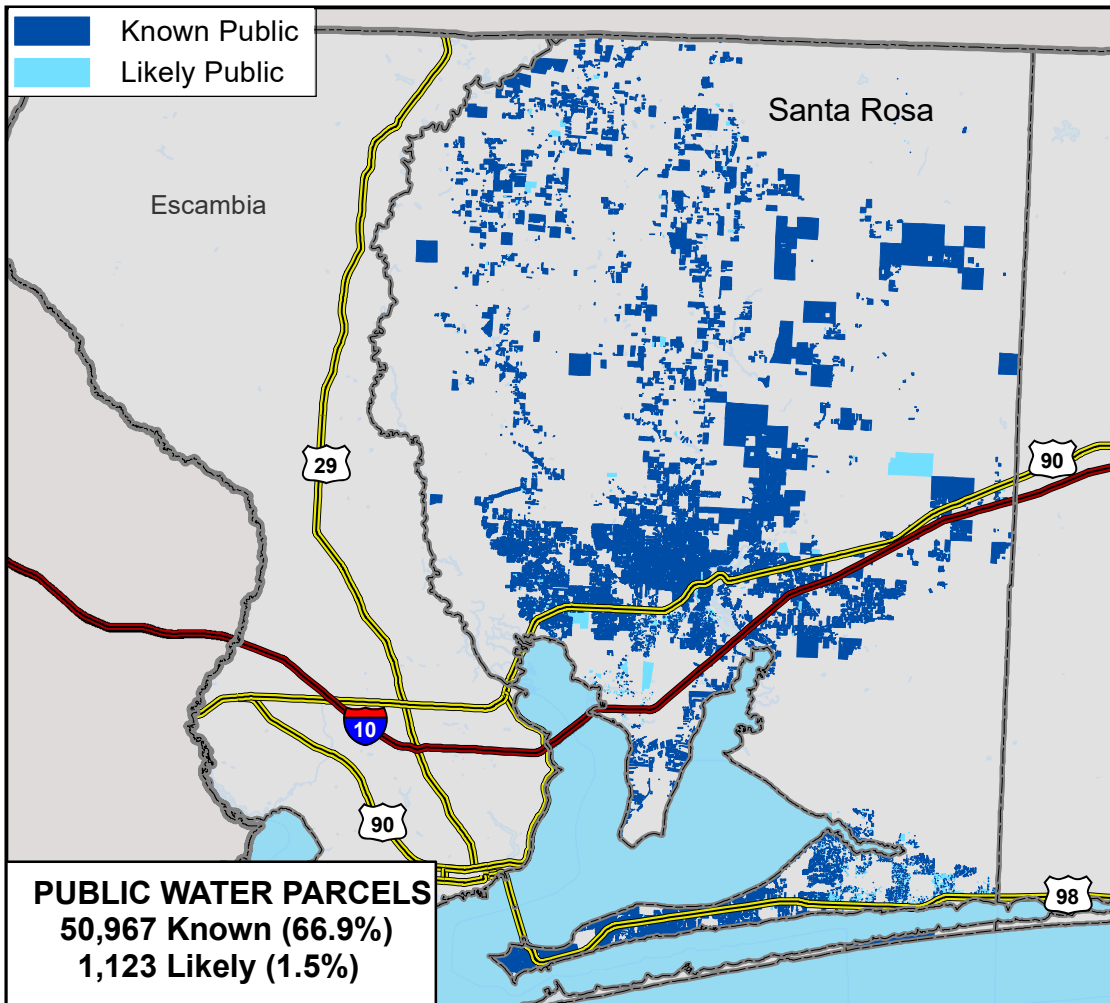 Known Public
Likely Public
Santa Rosa
Escambia
29
90
10
90
98
PUBLIC WATER PARCELS
50,967 Known (66.9%)
1,123 Likely (1.5%)